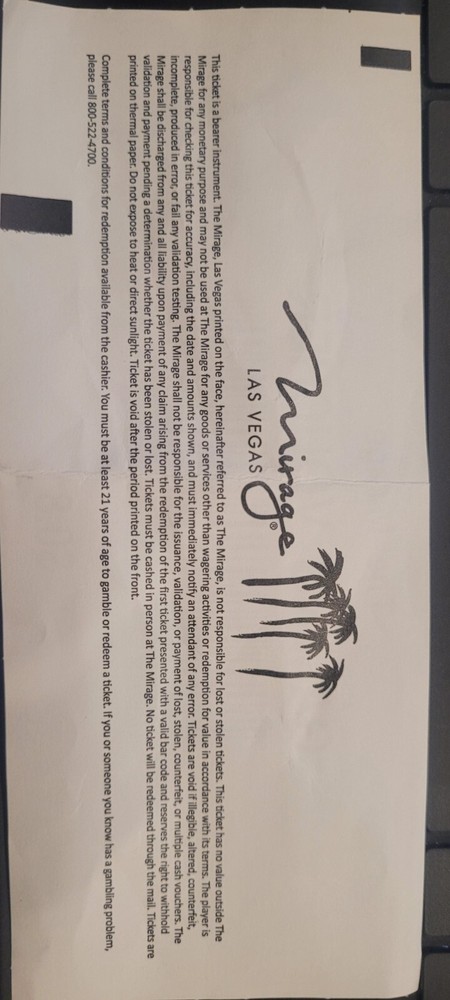 mirage®
LAS VEGAS
This ticket is a bearer instrument. The Mirage, Las Vegas printed on the face, hereinafter referred to as The Mirage, is not responsible for lost or stolen tickets. This ticket has no value outside The
Mirage for any monetary purpose and may not be used at The Mirage for any goods or services other than wagering activities or redemption for value in accordance with its terms. The player is
responsible for checking this ticket for accuracy, including the date and amounts shown, and must immediately notify an attendant of any error. Tickets are void if illegible, altered, counterfeit,
incomplete, produced in error, or fail any validation testing. The Mirage shall not be responsible for the issuance, validation, or payment of lost, stolen, counterfeit, or multiple cash vouchers. The
Mirage shall be discharged from any and all liability upon payment of any claim arising from the redemption of the first ticket presented with a valid bar code and reserves the right to withhold
validation and payment pending a determination whether the ticket has been stolen or lost. Tickets must be cashed in person at The Mirage. No ticket will be redeemed through the mail. Tickets are
printed on thermal paper. Do not expose to heat or direct sunlight. Ticket is void after the period printed on the front.
Complete terms and conditions for redemption available from the cashier. You must be at least 21 years of age to gamble or redeem a ticket. If you or someone you know has a gambling problem,
please call 800-522-4700.